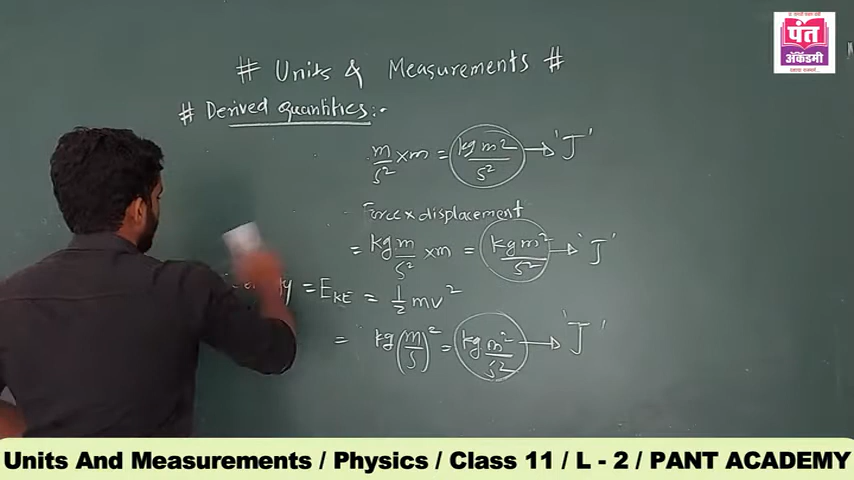 # Units & Measurements #
# Derived quantities:-
m/s² x m = kg m²/s² → 'J'
Force x displacement
= kg m/s² x m = kg m²/s² → 'J'
= E_KE = 1/2 mv²
= kg (m/s)² = kg m²/s² → 'J'
पंत
अॅकॅडमी
Units And Measurements / Physics / Class 11 / L - 2 / PANT ACADEMY